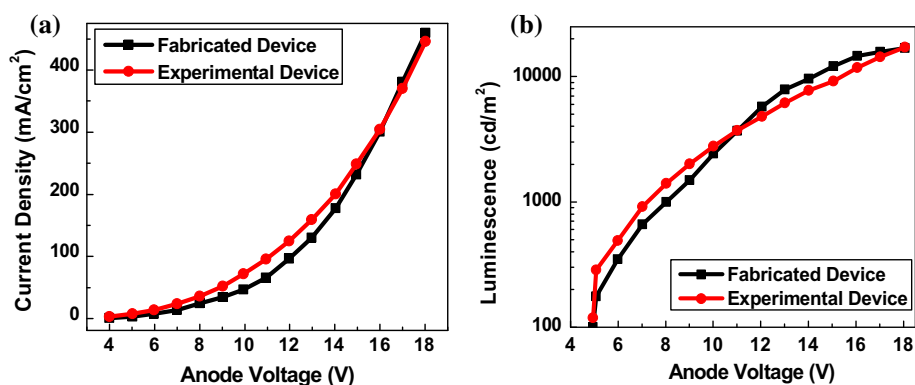 (a)
Fabricated Device
Experimental Device
Current Density (mA/cm²)
400
300
200
100
0
4 6 8 10 12 14 16 18
Anode Voltage (V)
(b)
Luminescence (cd/m²)
10000
1000
100
Fabricated Device
Experimental Device
4 6 8 10 12 14 16 18
Anode Voltage (V)